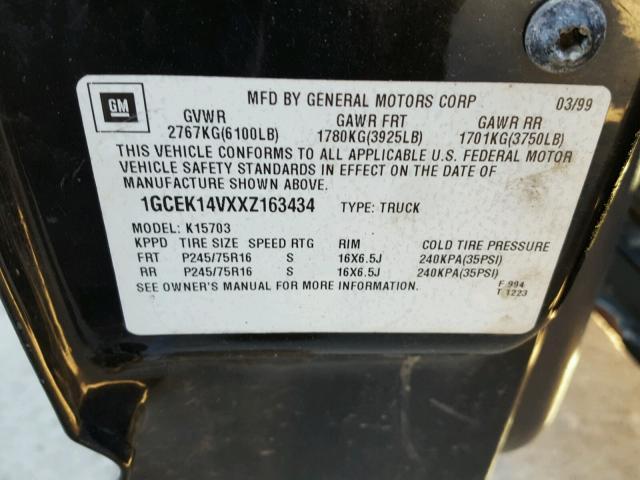 GM
MFD BY GENERAL MOTORS CORP 03/99
GVWR GAWR FRT GAWR RR
2767KG(6100LB) 1780KG(3925LB) 1701KG(3750LB)
THIS VEHICLE CONFORMS TO ALL APPLICABLE U.S. FEDERAL MOTOR
VEHICLE SAFETY STANDARDS IN EFFECT ON THE DATE OF
MANUFACTURE SHOWN ABOVE.
1GCEK14VXXZ163434 TYPE: TRUCK
MODEL: K15703
KPPD TIRE SIZE SPEED RTG RIM COLD TIRE PRESSURE
FRT P245/75R16 S 16X6.5J 240KPA(35PSI)
RR P245/75R16 S 16X6.5J 240KPA(35PSI)
SEE OWNER'S MANUAL FOR MORE INFORMATION.
F 994
T 1223